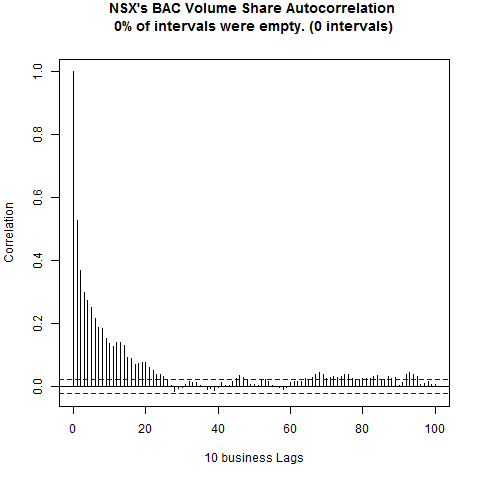 NSX's BAC Volume Share Autocorrelation
0% of intervals were empty. (0 intervals)
1.0
0.8
0.6
0.4
0.2
0.0
Correlation
0 20 40 60 80 100
10 business Lags